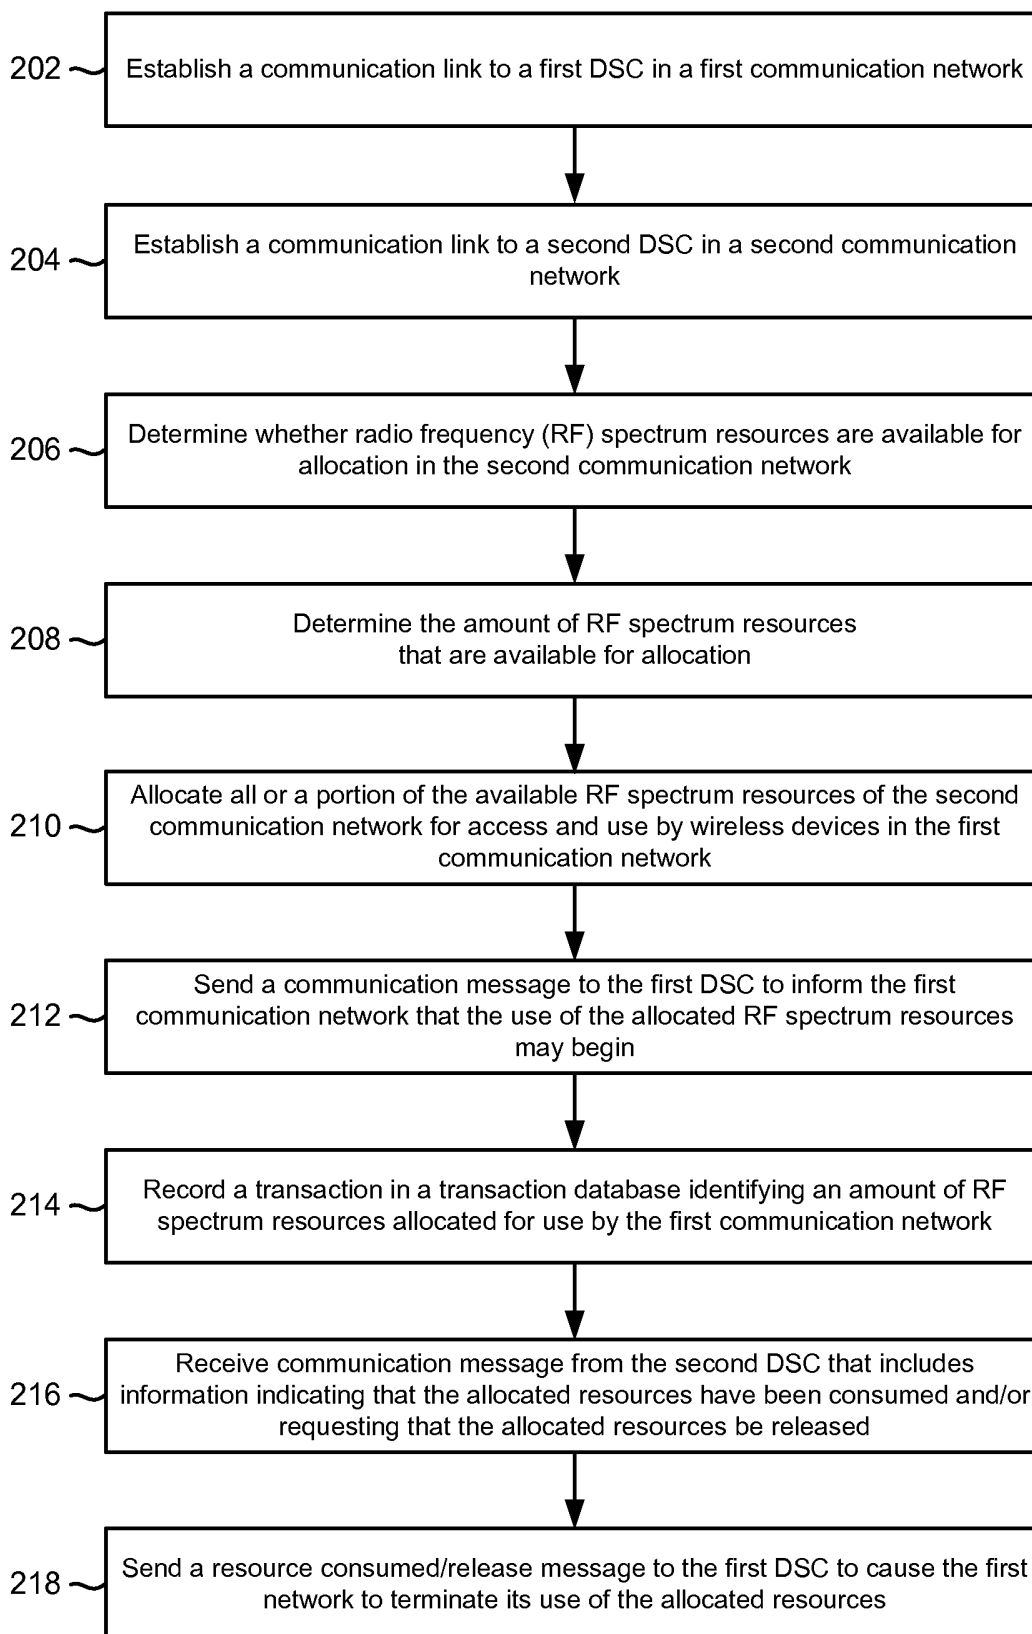 202
Establish a communication link to a first DSC in a first communication network
204
Establish a communication link to a second DSC in a second communication
network
206
Determine whether radio frequency (RF) spectrum resources are available for
allocation in the second communication network
208
Determine the amount of RF spectrum resources
that are available for allocation
210
Allocate all or a portion of the available RF spectrum resources of the second
communication network for access and use by wireless devices in the first
communication network
212
Send a communication message to the first DSC to inform the first
communication network that the use of the allocated RF spectrum resources
may begin
214
Record a transaction in a transaction database identifying an amount of RF
spectrum resources allocated for use by the first communication network
216
Receive communication message from the second DSC that includes
information indicating that the allocated resources have been consumed and/or
requesting that the allocated resources be released
218
Send a resource consumed/release message to the first DSC to cause the first
network to terminate its use of the allocated resources